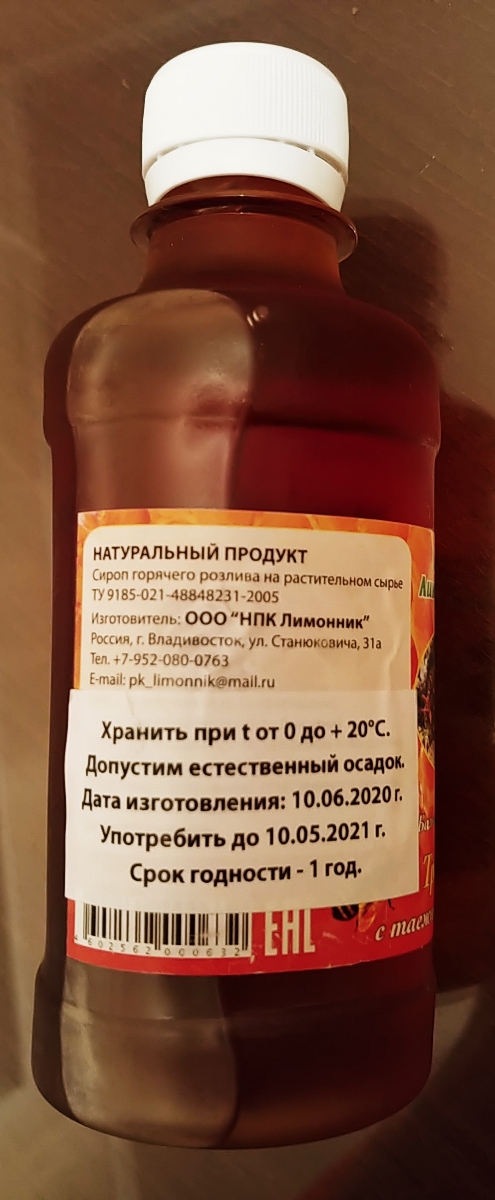 НАТУРАЛЬНЫЙ ПРОДУКТ
Сироп горячего розлива на растительном сырье
ТУ 9185-021-48848231-2005
Изготовитель: ООО "НПК Лимонник"
Россия, г. Владивосток, ул. Станюковича, 31а
Тел. +7-952-080-0763
E-mail: pk_limonnik@mail.ru
Хранить при t от 0 до + 20°С.
Допустим естественный осадок.
Дата изготовления: 10.06.2020 г.
Употребить до 10.05.2021 г.
Срок годности - 1 год.
4602562000632
ЕАС